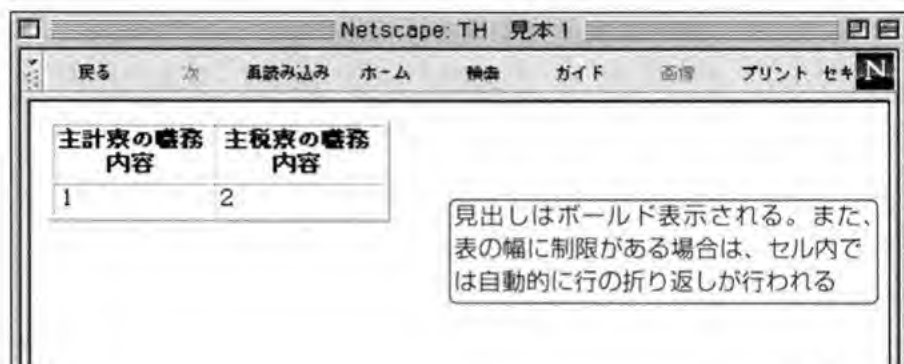 Netscape: TH 見本1
戻る 次 再読み込み ホーム 検索 ガイド 画像 プリント セキ N
主計寮の職務 主税寮の職務
内容 内容
1 2
見出しはボールド表示される。また、
表の幅に制限がある場合は、セル内で
は自動的に行の折り返しが行われる